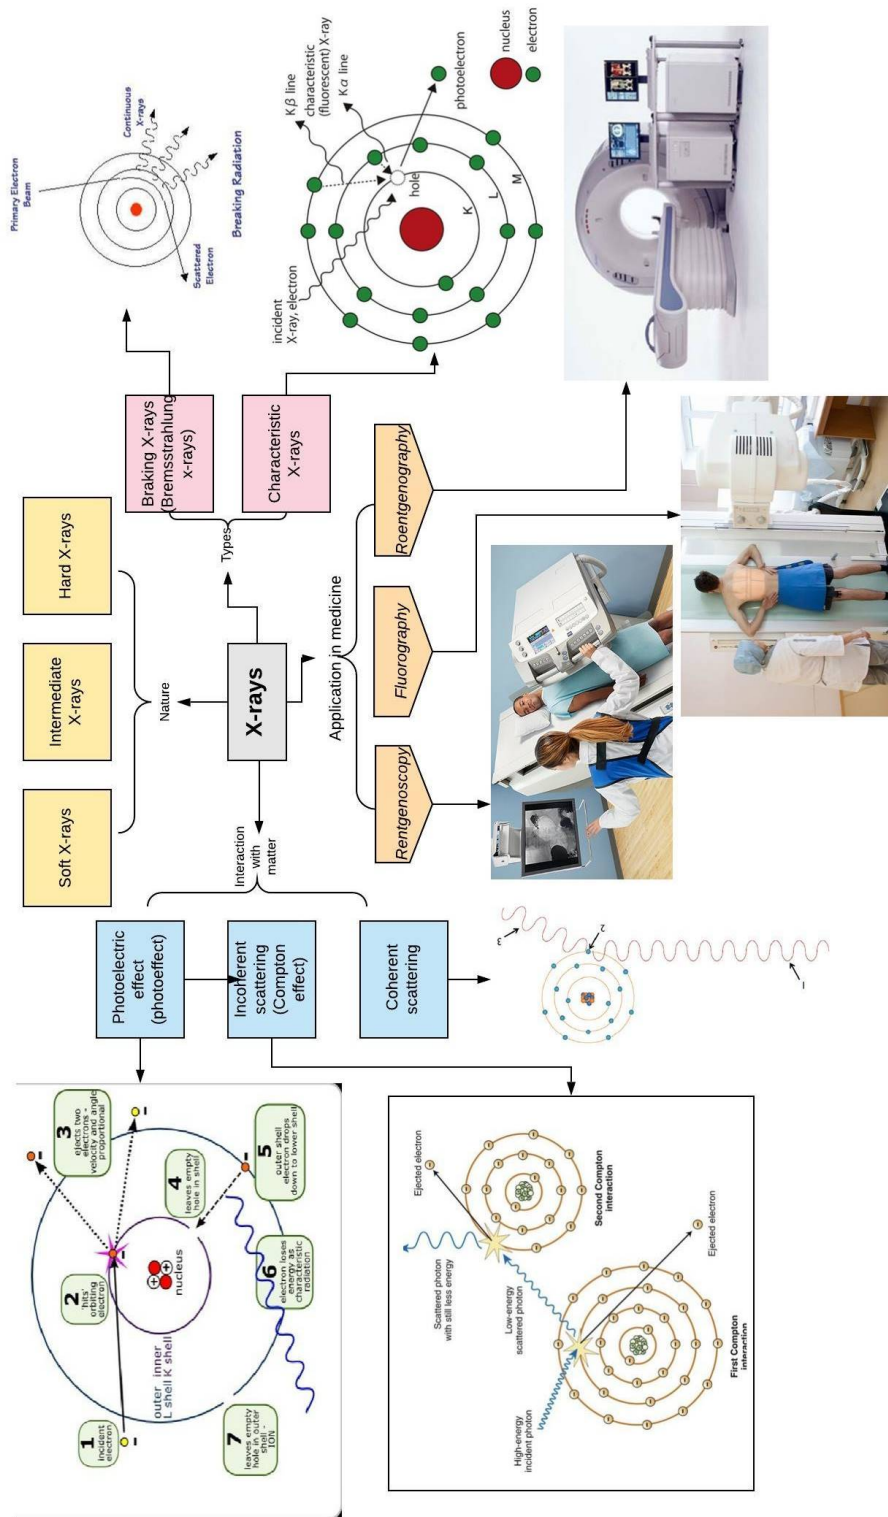 Soft X-rays
Intermediate
X-rays
Hard X-rays
Nature
X-rays
Types
Braking X-rays
(Bremsstrahlung
x-rays)
Characteristic
X-rays
Primary Electron
Beam
Continuous
X-rays
Scattered
Electron
Breaking Radiation
incident
X-ray, electron
Kβ line
characteristic
(fluorescent) X-ray
Kα line
hole
K
L
M
photoelectron
nucleus
electron
Application in medicine
Rentgenoscopy
Fluorography
Roentgenography
Interaction
with
matter
Photoelectric
effect
(photoeffect)
Incoherent
scattering
(Compton
effect)
Coherent
scattering
1
2
3
1
incident
electron
2
'hits'
orbiting
electron
3
ejects two
electrons -
velocity and angle
proportional
4
leaves empty
hole in shell
5
outer shell
electron drops
down to lower shell
6
electron loses
energy as
characteristic
radiation
7
leaves empty
hole in outer
shell -
ION
outer inner
L shell K shell
nucleus
High-energy
incident photon
Low-energy
scattered photon
Scattered photon
with still less energy
Ejected electron
Ejected electron
First Compton
interaction
Second Compton
interaction